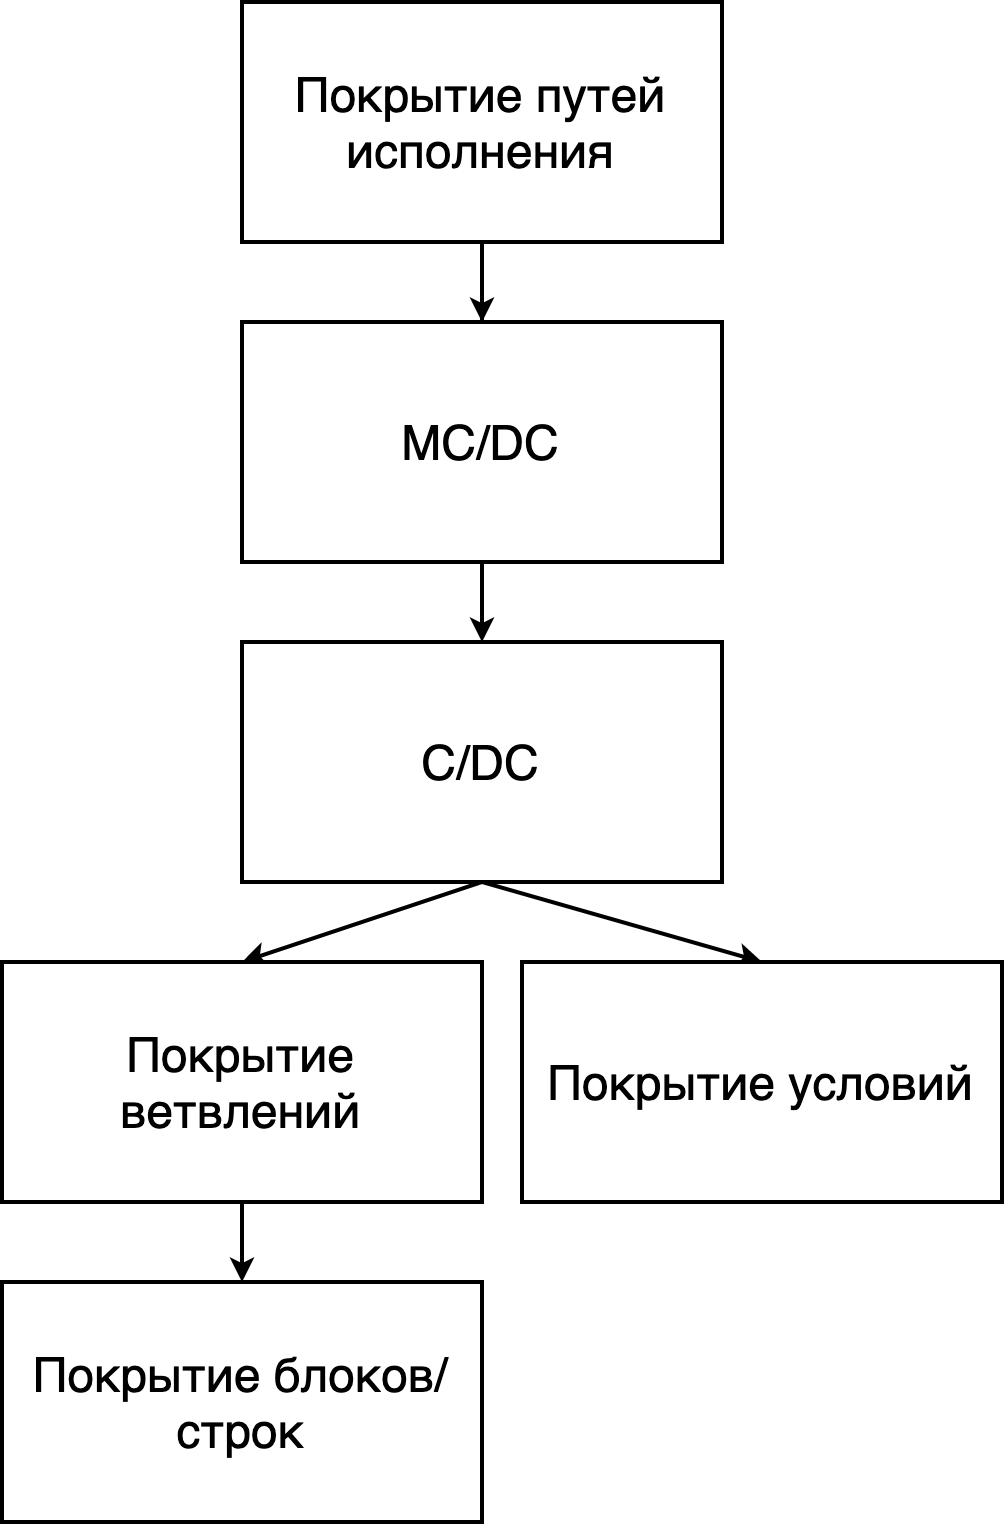 Покрытие путей
исполнения
MC/DC
C/DC
Покрытие
ветвлений
Покрытие условий
Покрытие блоков/
строк